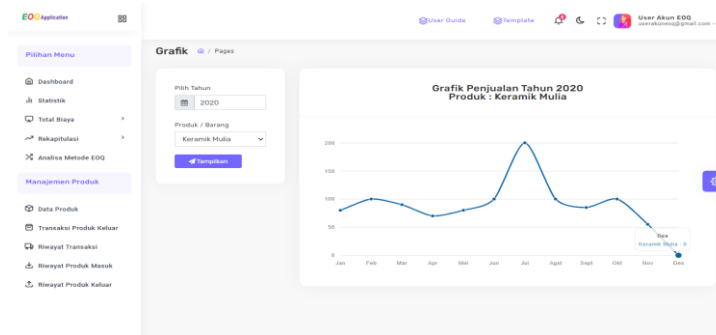 EOQ Application
User Guide
Template
User Akun EOQ
userakuneoq@gmail.com
Pilihan Menu
Dashboard
Statistik
Total Biaya
Rekapitulasi
Analisa Metode EOQ
Manajemen Produk
Data Produk
Transaksi Produk Keluar
Riwayat Transaksi
Riwayat Produk Masuk
Riwayat Produk Keluar
Grafik / Pages
Pilih Tahun
2020
Produk / Barang
Keramik Mulia
Tampilkan
Grafik Penjualan Tahun 2020
Produk : Keramik Mulia
200
150
100
50
0
Jan Feb Mar Apr Mei Jun Jul Agst Sept Okt Nov Des
Des
Keramik Mulia : 0